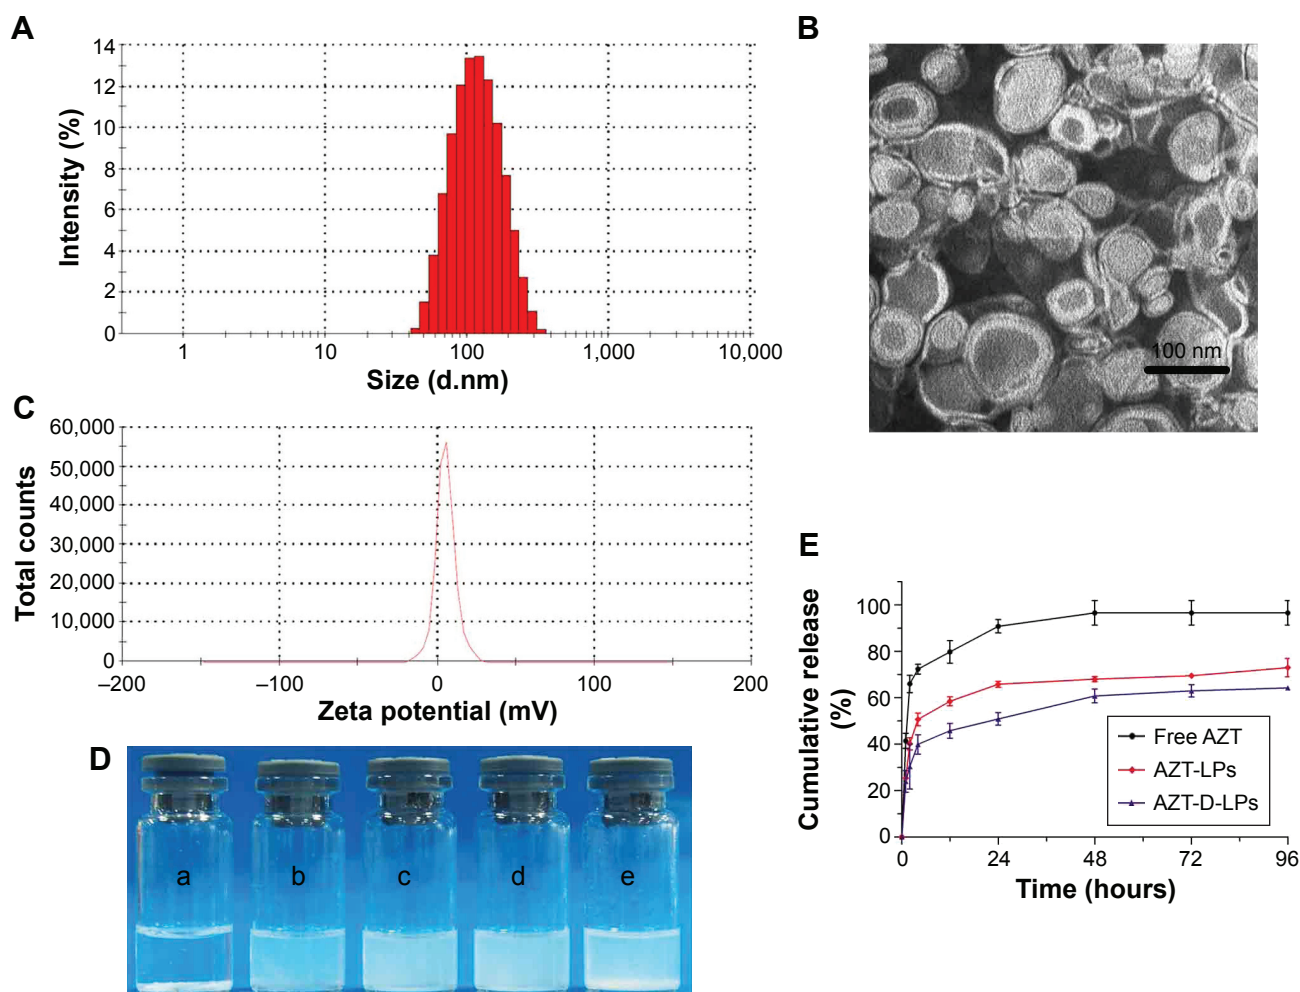 A
14
12
10
8
6
4
2
0
Intensity (%)
1
10
100
1,000
10,000
Size (d.nm)
B
100 nm
C
60,000
50,000
40,000
30,000
20,000
10,000
0
Total counts
–200
–100
0
100
200
Zeta potential (mV)
D
a
b
c
d
e
E
100
80
60
40
20
0
Cumulative release
(%)
Free AZT
AZT-LPs
AZT-D-LPs
0
24
48
72
96
Time (hours)